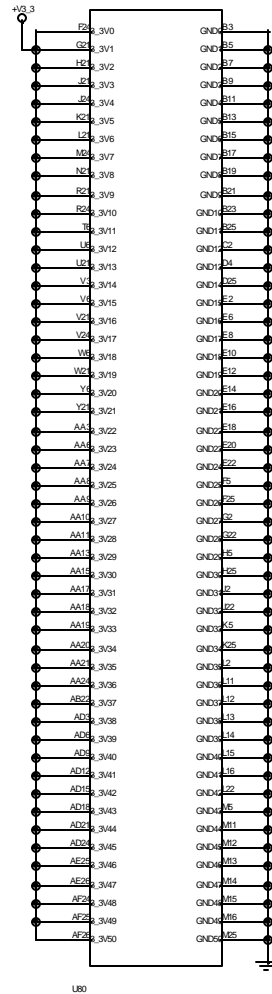 +V3_3
F24 3_3V0 GND0 B3
G21 3_3V1 GND1 B5
H21 3_3V2 GND2 B7
J21 3_3V3 GND3 B9
J24 3_3V4 GND4 B11
K21 3_3V5 GND5 B13
L21 3_3V6 GND6 B15
M24 3_3V7 GND7 B17
N21 3_3V8 GND8 B19
R21 3_3V9 GND9 B21
R24 3_3V10 GND10 B23
T6 3_3V11 GND11 B25
U6 3_3V12 GND12 C2
U21 3_3V13 GND13 D4
V3 3_3V14 GND14 D25
V6 3_3V15 GND15 E2
V21 3_3V16 GND16 E6
V24 3_3V17 GND17 E8
W6 3_3V18 GND18 E10
W21 3_3V19 GND19 E12
Y6 3_3V20 GND20 E14
Y21 3_3V21 GND21 E16
AA3 3_3V22 GND22 E18
AA6 3_3V23 GND23 E20
AA7 3_3V24 GND24 E22
AA8 3_3V25 GND25 F5
AA9 3_3V26 GND26 F25
AA10 3_3V27 GND27 G2
AA11 3_3V28 GND28 G22
AA13 3_3V29 GND29 H5
AA15 3_3V30 GND30 H25
AA17 3_3V31 GND31 J2
AA18 3_3V32 GND32 J22
AA19 3_3V33 GND33 K5
AA20 3_3V34 GND34 K25
AA21 3_3V35 GND35 L2
AA24 3_3V36 GND36 L11
AB22 3_3V37 GND37 L12
AD3 3_3V38 GND38 L13
AD6 3_3V39 GND39 L14
AD9 3_3V40 GND40 L15
AD12 3_3V41 GND41 L16
AD15 3_3V42 GND42 L22
AD18 3_3V43 GND43 M5
AD21 3_3V44 GND44 M11
AD24 3_3V45 GND45 M12
AE25 3_3V46 GND46 M13
AE26 3_3V47 GND47 M14
AF24 3_3V48 GND48 M15
AF25 3_3V49 GND49 M16
AF26 3_3V50 GND50 M25
U80